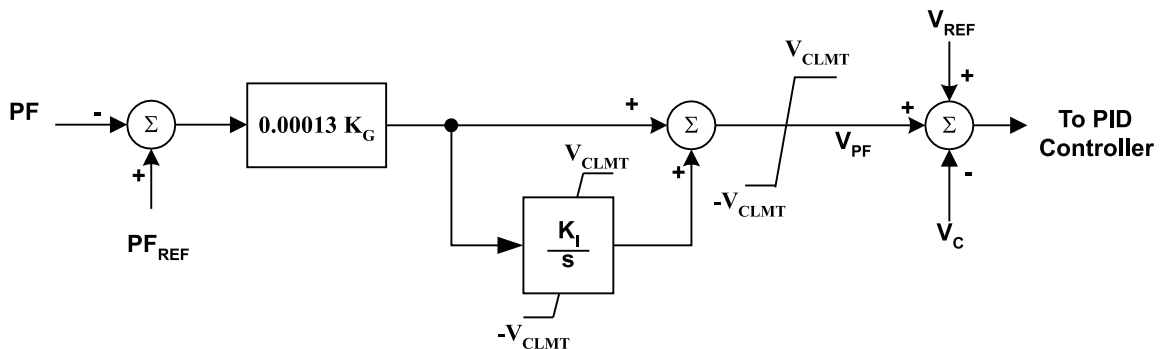 V_REF
V_CLMT
+
PF
-
Σ
0.00013 K_G
+
Σ
+
Σ
To PID
Controller
V_PF
+
V_CLMT
+
-V_CLMT
-
PF_REF
K_I
s
V_C
-V_CLMT